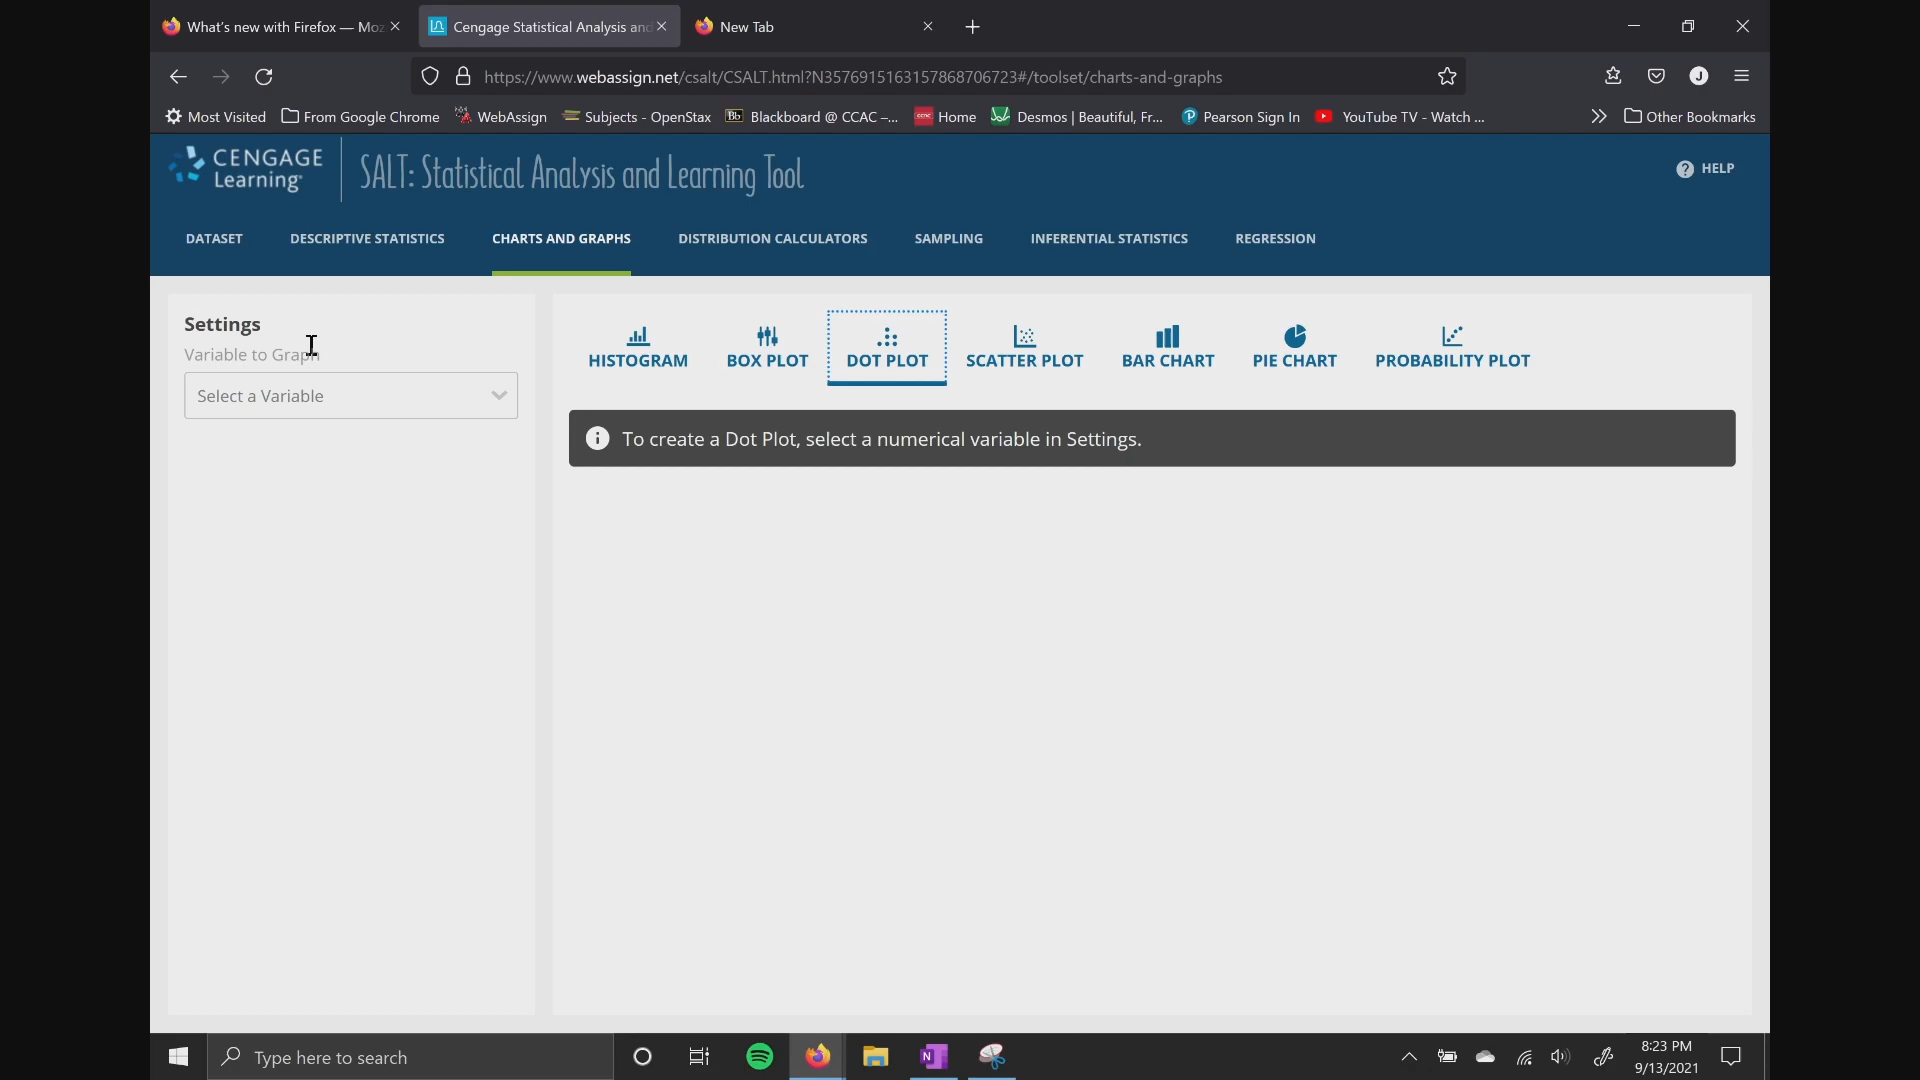 What's new with Firefox — Moz
Cengage Statistical Analysis and
New Tab
https://www.webassign.net/csalt/CSALT.html?N3576915163157868706723#/toolset/charts-and-graphs
J
Most Visited
From Google Chrome
WebAssign
Subjects - OpenStax
Bb
Blackboard @ CCAC –...
Home
Desmos | Beautiful, Fr...
Pearson Sign In
YouTube TV - Watch ...
Other Bookmarks
CENGAGE
Learning
SALT: Statistical Analysis and Learning Tool
? HELP
DATASET
DESCRIPTIVE STATISTICS
CHARTS AND GRAPHS
DISTRIBUTION CALCULATORS
SAMPLING
INFERENTIAL STATISTICS
REGRESSION
Settings
Variable to Graph
Select a Variable
HISTOGRAM
BOX PLOT
DOT PLOT
SCATTER PLOT
BAR CHART
PIE CHART
PROBABILITY PLOT
To create a Dot Plot, select a numerical variable in Settings.
Type here to search
N
8:23 PM
9/13/2021